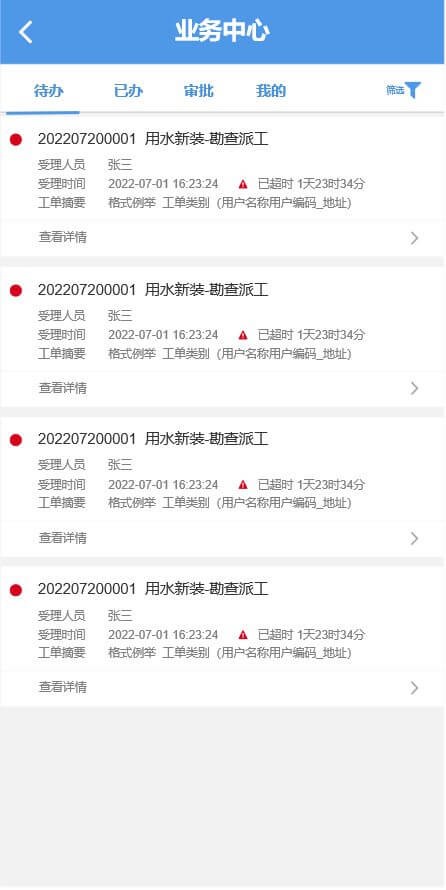 业务中心
待办 已办 审批 我的 筛选
202207200001 用水新装-勘查派工
受理人员 张三
受理时间 2022-07-01 16:23:24 已超时 1天23时34分
工单摘要 格式例举 工单类别 (用户名称用户编码_地址)
查看详情
202207200001 用水新装-勘查派工
受理人员 张三
受理时间 2022-07-01 16:23:24 已超时 1天23时34分
工单摘要 格式例举 工单类别 (用户名称用户编码_地址)
查看详情
202207200001 用水新装-勘查派工
受理人员 张三
受理时间 2022-07-01 16:23:24 已超时 1天23时34分
工单摘要 格式例举 工单类别 (用户名称用户编码_地址)
查看详情
202207200001 用水新装-勘查派工
受理人员 张三
受理时间 2022-07-01 16:23:24 已超时 1天23时34分
工单摘要 格式例举 工单类别 (用户名称用户编码_地址)
查看详情